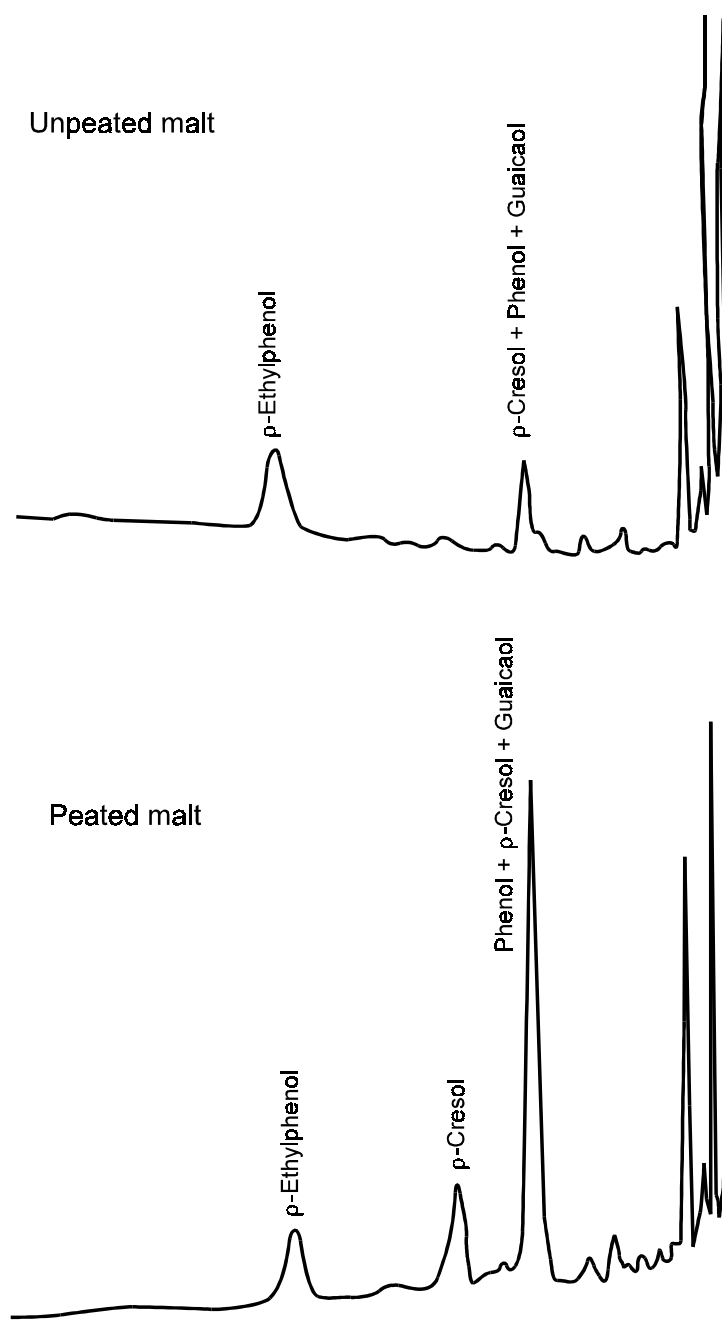 Unpeated malt
ρ-Ethylphenol
ρ-Cresol + Phenol + Guaicaol
Peated malt
ρ-Ethylphenol
ρ-Cresol
Phenol + ρ-Cresol + Guaicaol